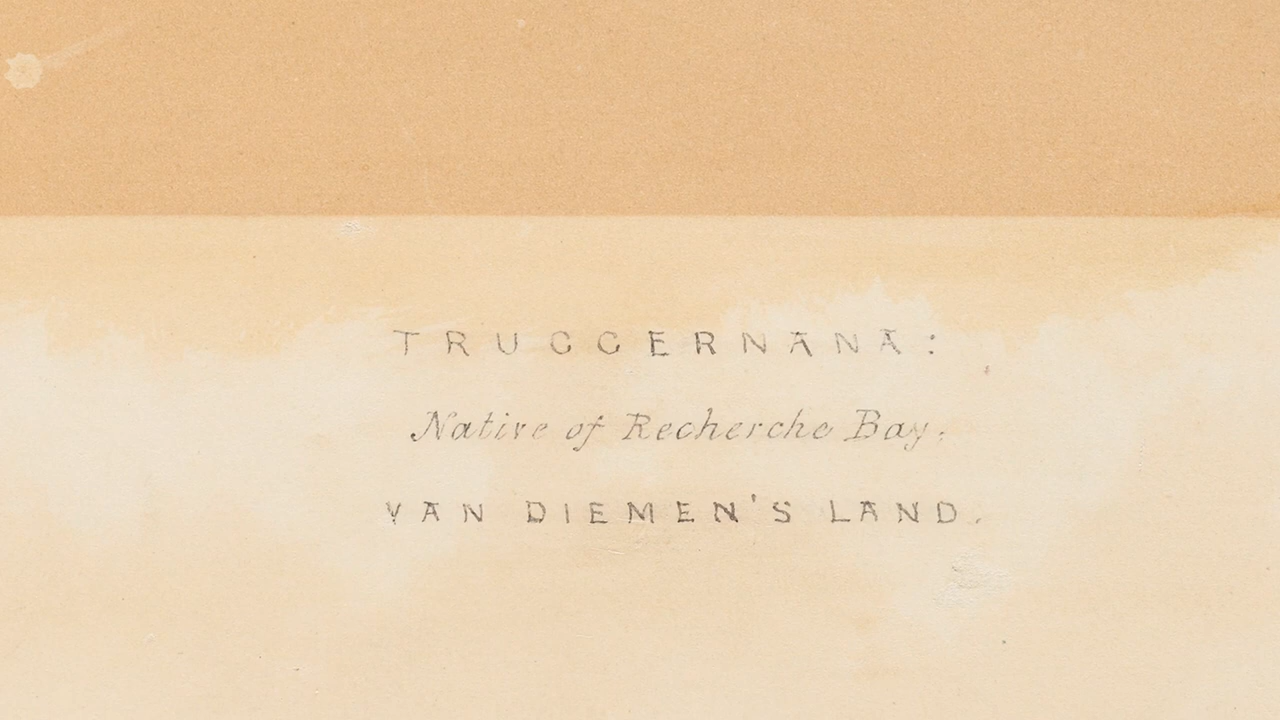 TRUGGERNANA:
Native of Recherche Bay,
VAN DIEMEN'S LAND.